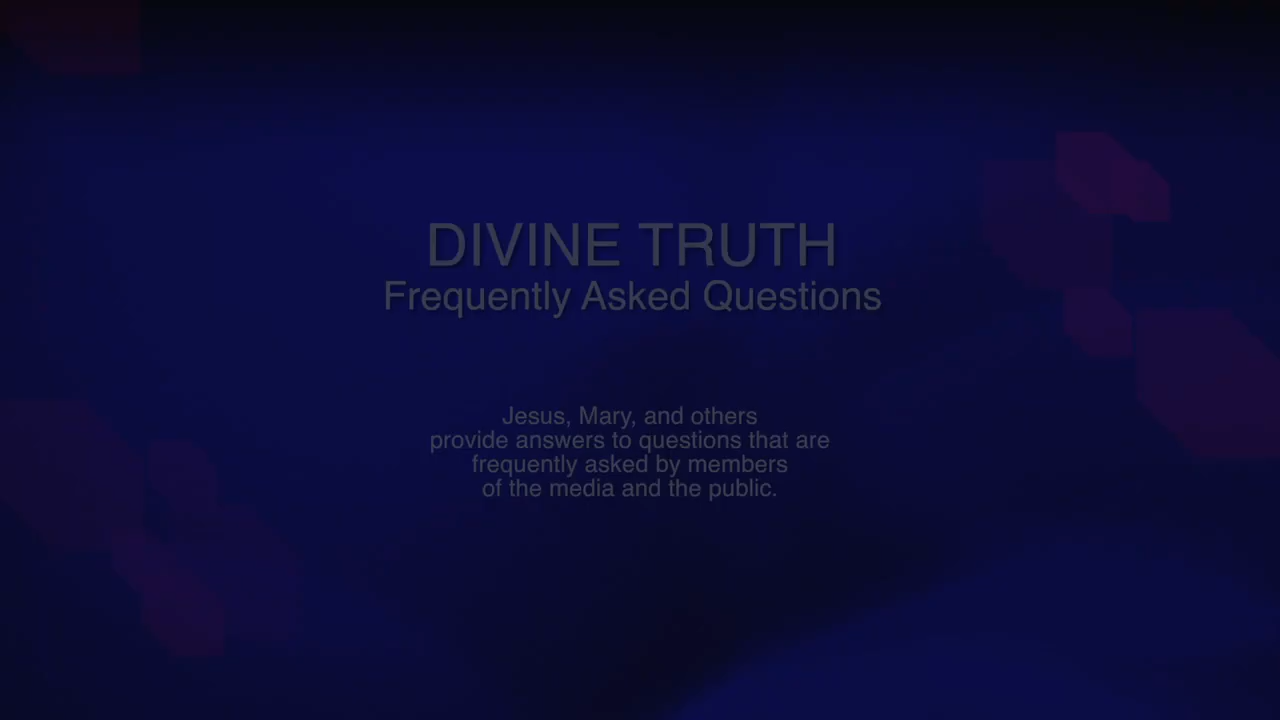 DIVINE TRUTH
Frequently Asked Questions
Jesus, Mary, and others
provide answers to questions that are
frequently asked by members
of the media and the public.